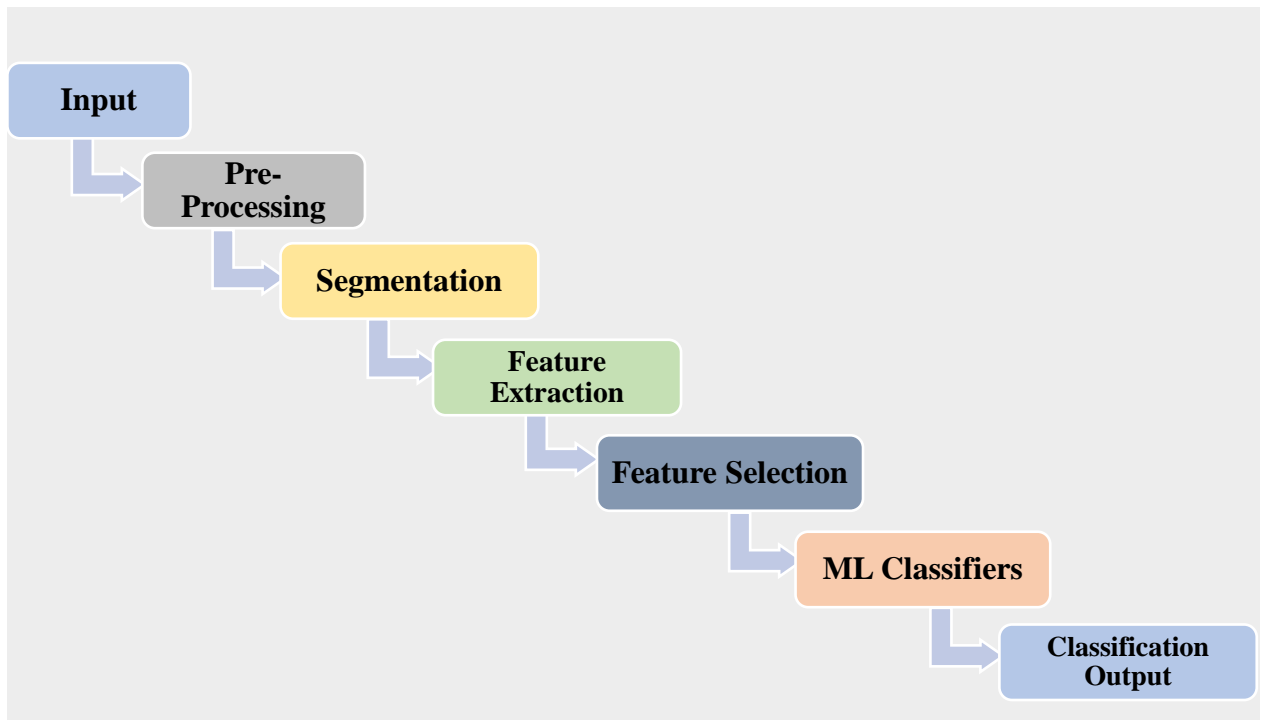 Input
Pre-
Processing
Segmentation
Feature
Extraction
Feature Selection
ML Classifiers
Classification
Output